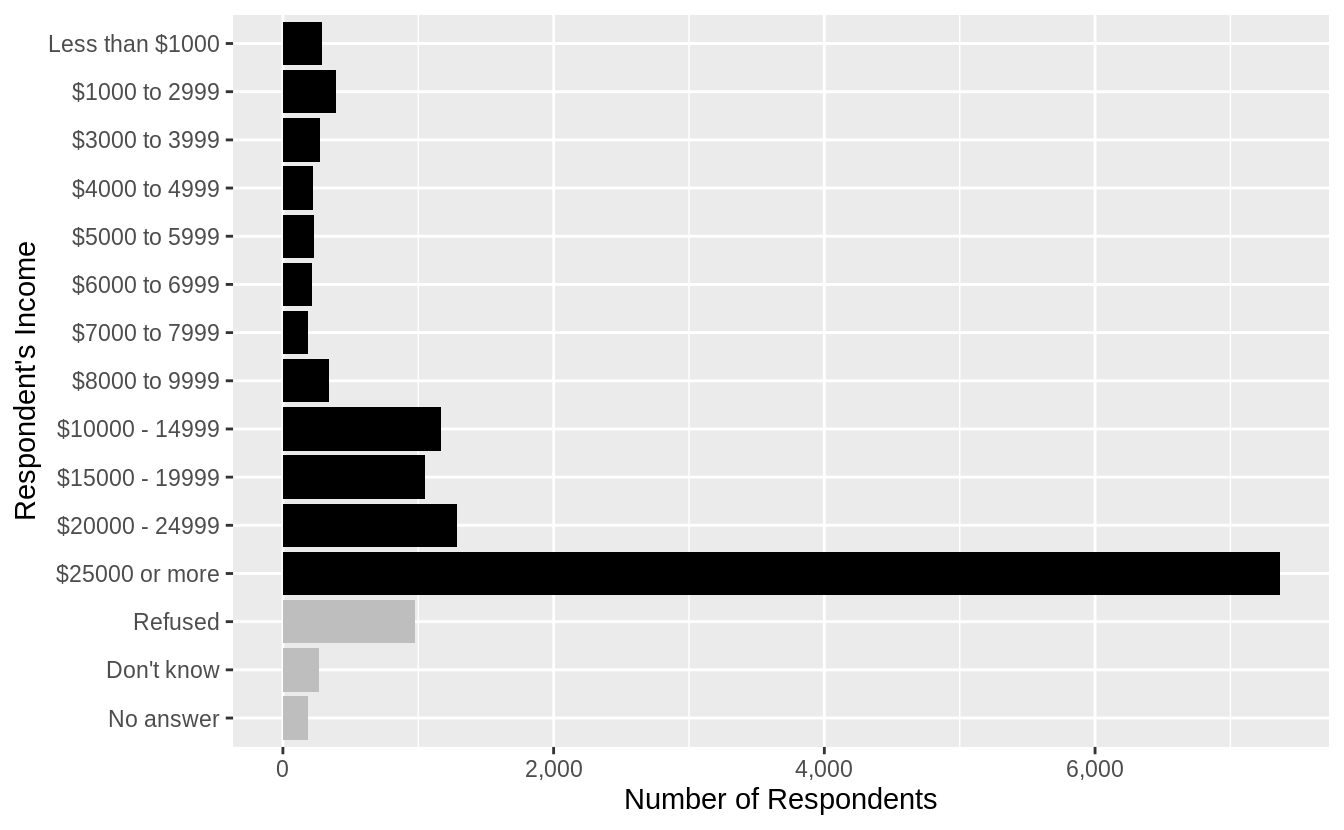 Respondent's Income
Less than $1000
$1000 to 2999
$3000 to 3999
$4000 to 4999
$5000 to 5999
$6000 to 6999
$7000 to 7999
$8000 to 9999
$10000 - 14999
$15000 - 19999
$20000 - 24999
$25000 or more
Refused
Don't know
No answer
0 2,000 4,000 6,000
Number of Respondents